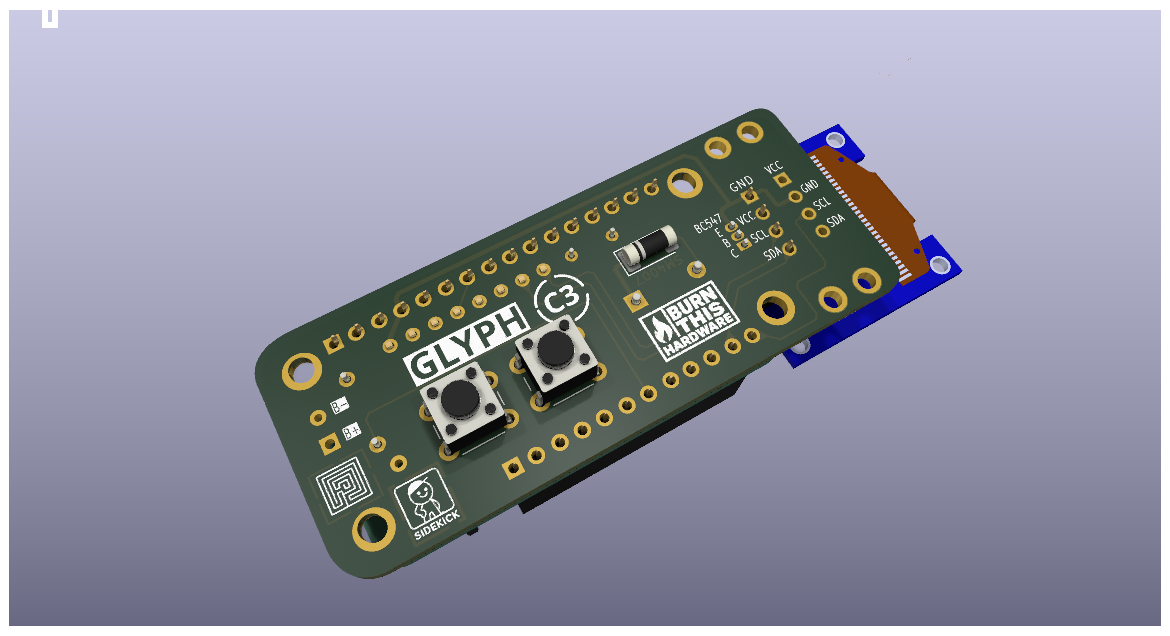 VCC
GND
GND
SCL
SDA
BC547
E
B
C
VCC
SCL
SDA
C3
GLYPH
BURN
THIS
HARDWARE
B-
B+
SIDEKICK